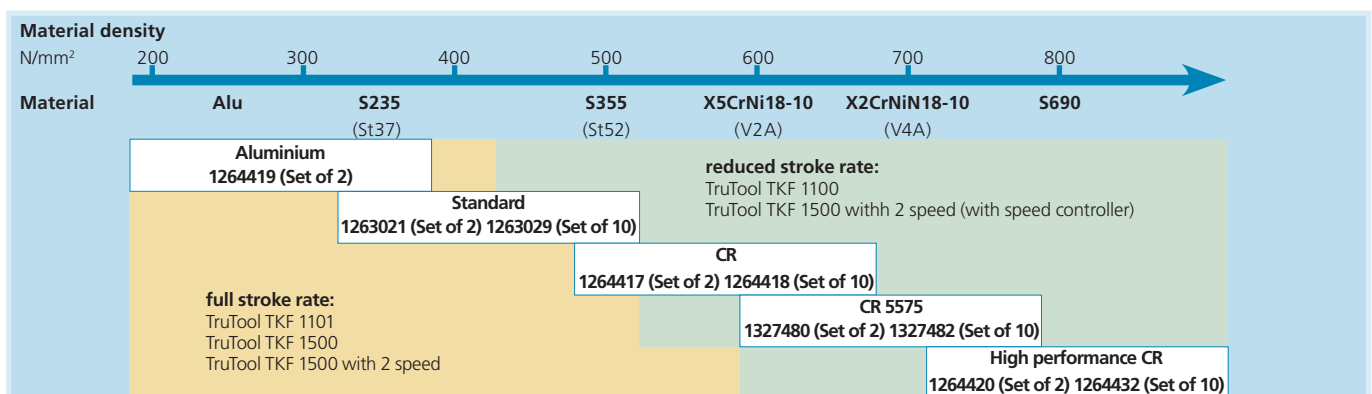 Material density
N/mm² 200 300 400 500 600 700 800
Material Alu S235 S355 X5CrNi18-10 X2CrNiN18-10 S690
(St37) (St52) (V2A) (V4A)
Aluminium
1264419 (Set of 2)
reduced stroke rate:
TruTool TKF 1100
TruTool TKF 1500 withh 2 speed (with speed controller)
Standard
1263021 (Set of 2) 1263029 (Set of 10)
CR
1264417 (Set of 2) 1264418 (Set of 10)
full stroke rate:
TruTool TKF 1101
TruTool TKF 1500
TruTool TKF 1500 with 2 speed
CR 5575
1327480 (Set of 2) 1327482 (Set of 10)
High performance CR
1264420 (Set of 2) 1264432 (Set of 10)